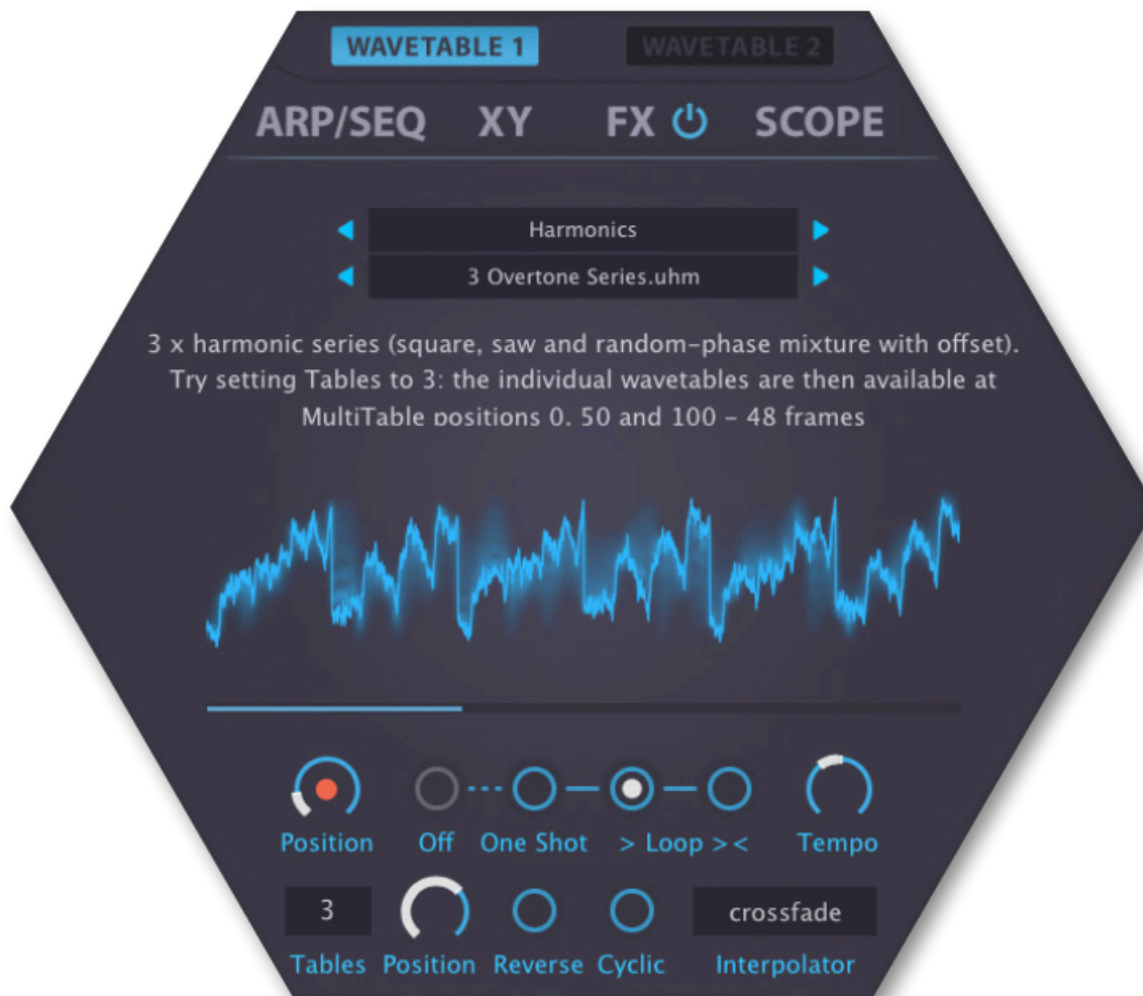 WAVETABLE 1 WAVETABLE 2
ARP/SEQ XY FX SCOPE
Harmonics
3 Overtone Series.uhm
3 x harmonic series (square, saw and random-phase mixture with offset).
Try setting Tables to 3: the individual wavetables are then available at
MultiTable positions 0, 50 and 100 – 48 frames
Position Off One Shot > Loop >< Tempo
3 crossfade
Tables Position Reverse Cyclic Interpolator